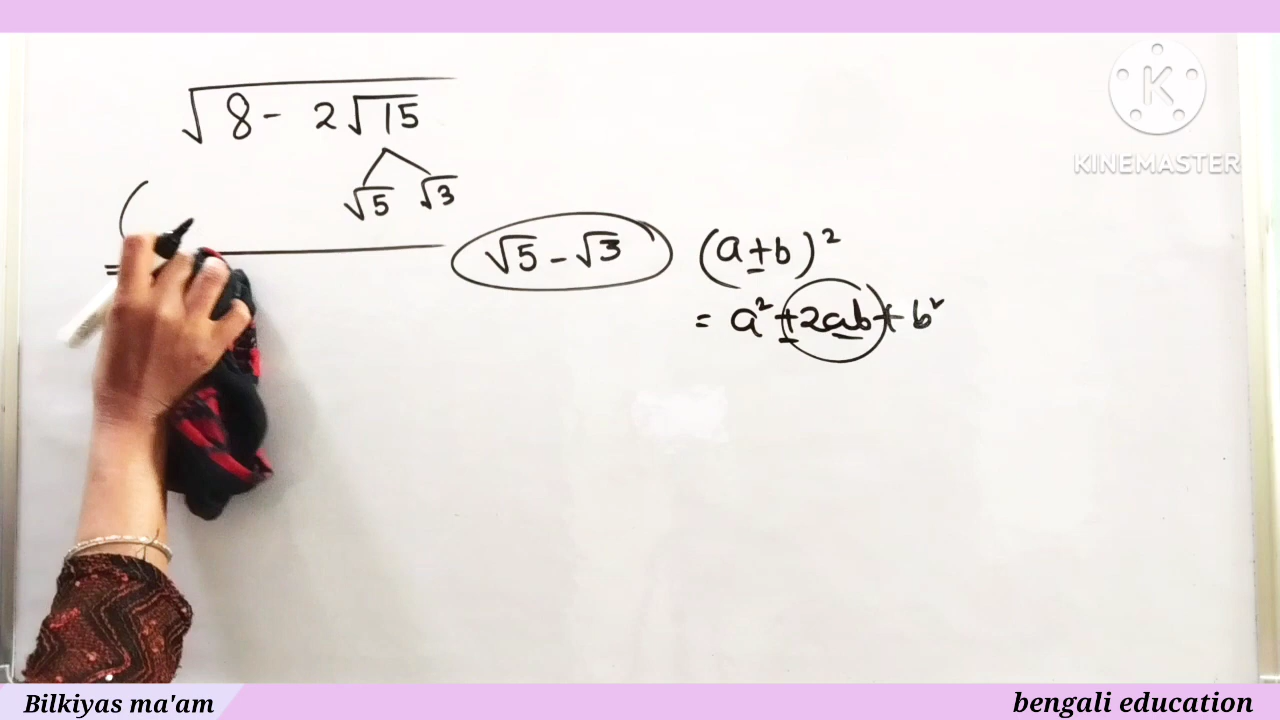 √(8 - 2√15)
√5 √3
=
√5 - √3 (a ± b)²
= a² ± 2ab + b²
K
KINEMASTER
Bilkiyas ma'am
bengali education